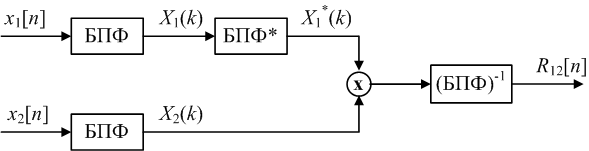 x₁[n] БПФ X₁(k) БПФ* X₁*(k)
x (БПФ)⁻¹ R₁₂[n]
x₂[n] БПФ X₂(k)